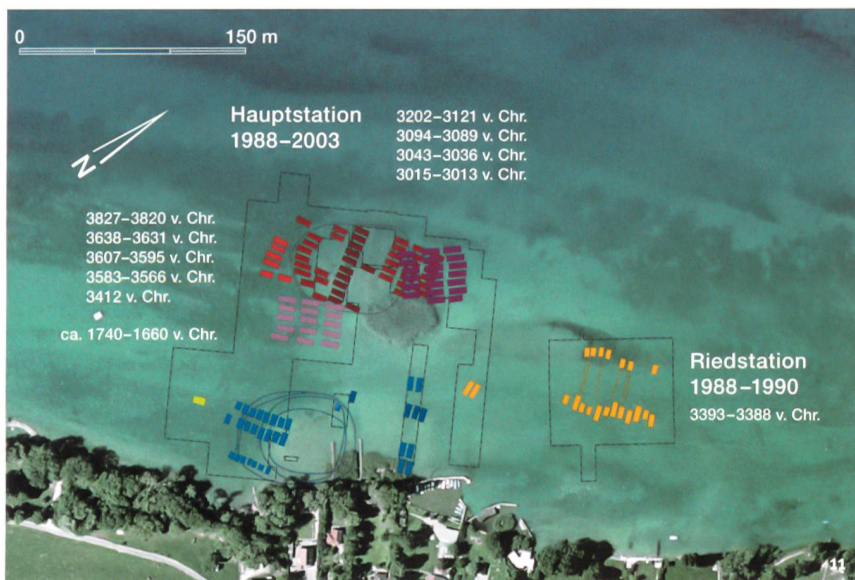 0 150 m
N
Hauptstation
1988–2003
3202–3121 v. Chr.
3094–3089 v. Chr.
3043–3036 v. Chr.
3015–3013 v. Chr.
3827–3820 v. Chr.
3638–3631 v. Chr.
3607–3595 v. Chr.
3583–3566 v. Chr.
3412 v. Chr.
ca. 1740–1660 v. Chr.
Riedstation
1988–1990
3393–3388 v. Chr.
11